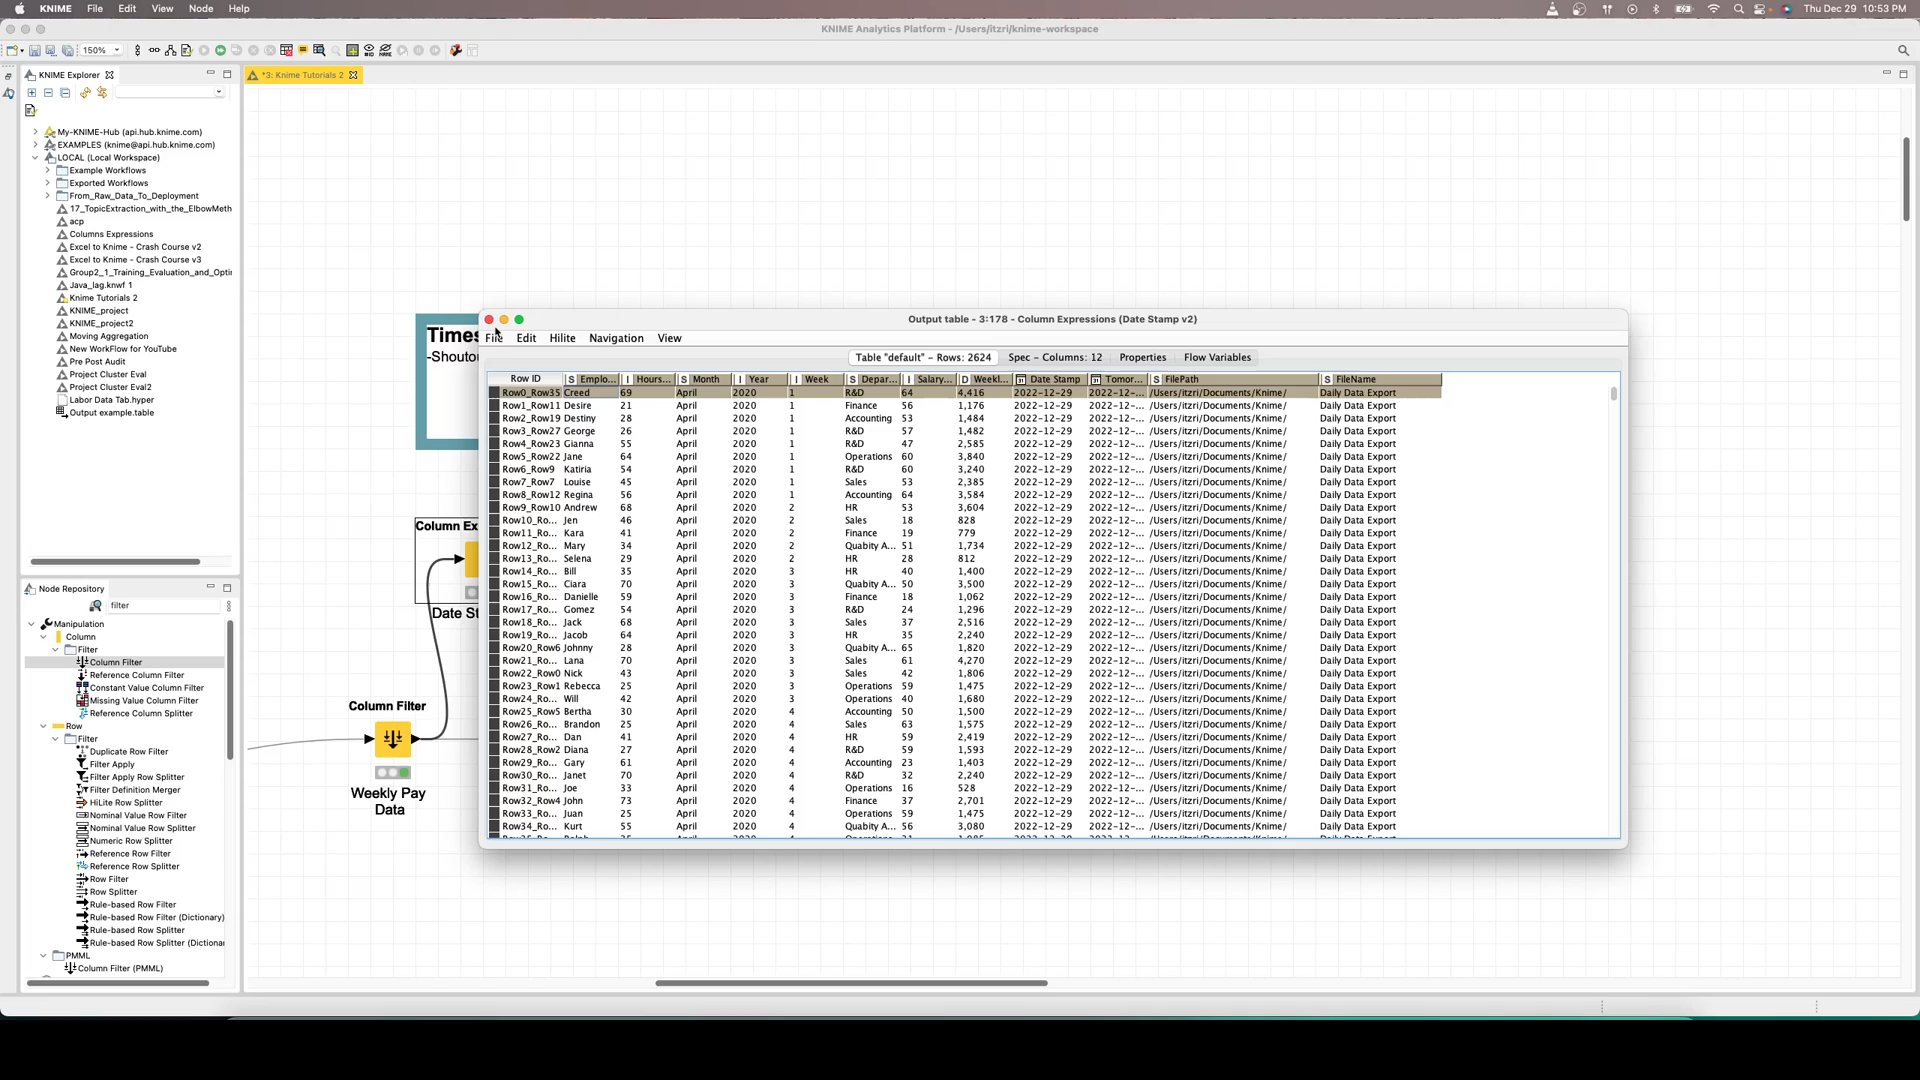 KNIME File Edit View Node Help Thu Dec 29 10:53 PM
KNIME Analytics Platform - /Users/itzri/knime-workspace
150%
KNIME Explorer
*3: Knime Tutorials 2
My-KNIME-Hub (api.hub.knime.com)
EXAMPLES (knime@api.hub.knime.com)
LOCAL (Local Workspace)
Example Workflows
Exported Workflows
From_Raw_Data_To_Deployment
17_TopicExtraction_with_the_ElbowMeth
acp
Columns Expressions
Excel to Knime - Crash Course v2
Excel to Knime - Crash Course v3
Group2_1_Training_Evaluation_and_Opti
Java_lag.knwf 1
Knime Tutorials 2
KNIME_project
KNIME_project2
Moving Aggregation
New WorkFlow for YouTube
Pre Post Audit
Project Cluster Eval
Project Cluster Eval2
Labor Data Tab.hyper
Output example.table
Node Repository
filter
Manipulation
Column
Filter
Column Filter
Reference Column Filter
Constant Value Column Filter
Missing Value Column Filter
Reference Column Splitter
Row
Filter
Duplicate Row Filter
Filter Apply
Filter Apply Row Splitter
Filter Definition Merger
HiLite Row Splitter
Nominal Value Row Filter
Nominal Value Row Splitter
Numeric Row Splitter
Reference Row Filter
Reference Row Splitter
Row Filter
Row Splitter
Rule-based Row Filter
Rule-based Row Filter (Dictionary)
Rule-based Row Splitter
Rule-based Row Splitter (Dictionar
PMML
Column Filter (PMML)
Times
-Shoutou
Column Ex
Date St
Column Filter
Weekly Pay
Data
Output table - 3:178 - Column Expressions (Date Stamp v2)
File Edit Hilite Navigation View
Table "default" - Rows: 2624 Spec - Columns: 12 Properties Flow Variables
Row ID S Emplo... I Hours... S Month I Year I Week S Depar... I Salary... D Weekl... Date Stamp Tomor... S FilePath S FileName
Row0_Row35 Creed 69 April 2020 1 R&D 64 4,416 2022-12-29 2022-12-... /Users/itzri/Documents/Knime/ Daily Data Export
Row1_Row11 Desire 21 April 2020 1 Finance 56 1,176 2022-12-29 2022-12-... /Users/itzri/Documents/Knime/ Daily Data Export
Row2_Row19 Destiny 28 April 2020 1 Accounting 53 1,484 2022-12-29 2022-12-... /Users/itzri/Documents/Knime/ Daily Data Export
Row3_Row27 George 26 April 2020 1 R&D 57 1,482 2022-12-29 2022-12-... /Users/itzri/Documents/Knime/ Daily Data Export
Row4_Row23 Gianna 55 April 2020 1 R&D 47 2,585 2022-12-29 2022-12-... /Users/itzri/Documents/Knime/ Daily Data Export
Row5_Row22 Jane 64 April 2020 1 Operations 60 3,840 2022-12-29 2022-12-... /Users/itzri/Documents/Knime/ Daily Data Export
Row6_Row9 Katiria 54 April 2020 1 R&D 60 3,240 2022-12-29 2022-12-... /Users/itzri/Documents/Knime/ Daily Data Export
Row7_Row7 Louise 45 April 2020 1 Sales 53 2,385 2022-12-29 2022-12-... /Users/itzri/Documents/Knime/ Daily Data Export
Row8_Row12 Regina 56 April 2020 1 Accounting 64 3,584 2022-12-29 2022-12-... /Users/itzri/Documents/Knime/ Daily Data Export
Row9_Row10 Andrew 68 April 2020 2 HR 53 3,604 2022-12-29 2022-12-... /Users/itzri/Documents/Knime/ Daily Data Export
Row10_Ro... Jen 46 April 2020 2 Sales 18 828 2022-12-29 2022-12-... /Users/itzri/Documents/Knime/ Daily Data Export
Row11_Ro... Kara 41 April 2020 2 Finance 19 779 2022-12-29 2022-12-... /Users/itzri/Documents/Knime/ Daily Data Export
Row12_Ro... Mary 34 April 2020 2 Quabity A... 51 1,734 2022-12-29 2022-12-... /Users/itzri/Documents/Knime/ Daily Data Export
Row13_Ro... Selena 29 April 2020 2 HR 28 812 2022-12-29 2022-12-... /Users/itzri/Documents/Knime/ Daily Data Export
Row14_Ro... Bill 35 April 2020 3 HR 40 1,400 2022-12-29 2022-12-... /Users/itzri/Documents/Knime/ Daily Data Export
Row15_Ro... Ciara 70 April 2020 3 Quabity A... 50 3,500 2022-12-29 2022-12-... /Users/itzri/Documents/Knime/ Daily Data Export
Row16_Ro... Danielle 59 April 2020 3 Finance 18 1,062 2022-12-29 2022-12-... /Users/itzri/Documents/Knime/ Daily Data Export
Row17_Ro... Gomez 54 April 2020 3 R&D 24 1,296 2022-12-29 2022-12-... /Users/itzri/Documents/Knime/ Daily Data Export
Row18_Ro... Jack 68 April 2020 3 Sales 37 2,516 2022-12-29 2022-12-... /Users/itzri/Documents/Knime/ Daily Data Export
Row19_Ro... Jacob 64 April 2020 3 HR 35 2,240 2022-12-29 2022-12-... /Users/itzri/Documents/Knime/ Daily Data Export
Row20_Row6 Johnny 28 April 2020 3 Quabity A... 65 1,820 2022-12-29 2022-12-... /Users/itzri/Documents/Knime/ Daily Data Export
Row21_Ro... Lana 70 April 2020 3 Sales 61 4,270 2022-12-29 2022-12-... /Users/itzri/Documents/Knime/ Daily Data Export
Row22_Row0 Nick 43 April 2020 3 Sales 42 1,806 2022-12-29 2022-12-... /Users/itzri/Documents/Knime/ Daily Data Export
Row23_Row1 Rebecca 25 April 2020 3 Operations 59 1,475 2022-12-29 2022-12-... /Users/itzri/Documents/Knime/ Daily Data Export
Row24_Ro... Will 42 April 2020 3 Operations 40 1,680 2022-12-29 2022-12-... /Users/itzri/Documents/Knime/ Daily Data Export
Row25_Row5 Bertha 30 April 2020 4 Accounting 50 1,500 2022-12-29 2022-12-... /Users/itzri/Documents/Knime/ Daily Data Export
Row26_Ro... Brandon 25 April 2020 4 Sales 63 1,575 2022-12-29 2022-12-... /Users/itzri/Documents/Knime/ Daily Data Export
Row27_Ro... Dan 41 April 2020 4 HR 59 2,419 2022-12-29 2022-12-... /Users/itzri/Documents/Knime/ Daily Data Export
Row28_Row2 Diana 27 April 2020 4 R&D 59 1,593 2022-12-29 2022-12-... /Users/itzri/Documents/Knime/ Daily Data Export
Row29_Ro... Gary 61 April 2020 4 Accounting 23 1,403 2022-12-29 2022-12-... /Users/itzri/Documents/Knime/ Daily Data Export
Row30_Ro... Janet 70 April 2020 4 R&D 32 2,240 2022-12-29 2022-12-... /Users/itzri/Documents/Knime/ Daily Data Export
Row31_Ro... Joe 33 April 2020 4 Operations 16 528 2022-12-29 2022-12-... /Users/itzri/Documents/Knime/ Daily Data Export
Row32_Row4 John 73 April 2020 4 Finance 37 2,701 2022-12-29 2022-12-... /Users/itzri/Documents/Knime/ Daily Data Export
Row33_Ro... Juan 25 April 2020 4 Operations 59 1,475 2022-12-29 2022-12-... /Users/itzri/Documents/Knime/ Daily Data Export
Row34_Ro... Kurt 55 April 2020 4 Quabity A... 56 3,080 2022-12-29 2022-12-... /Users/itzri/Documents/Knime/ Daily Data Export